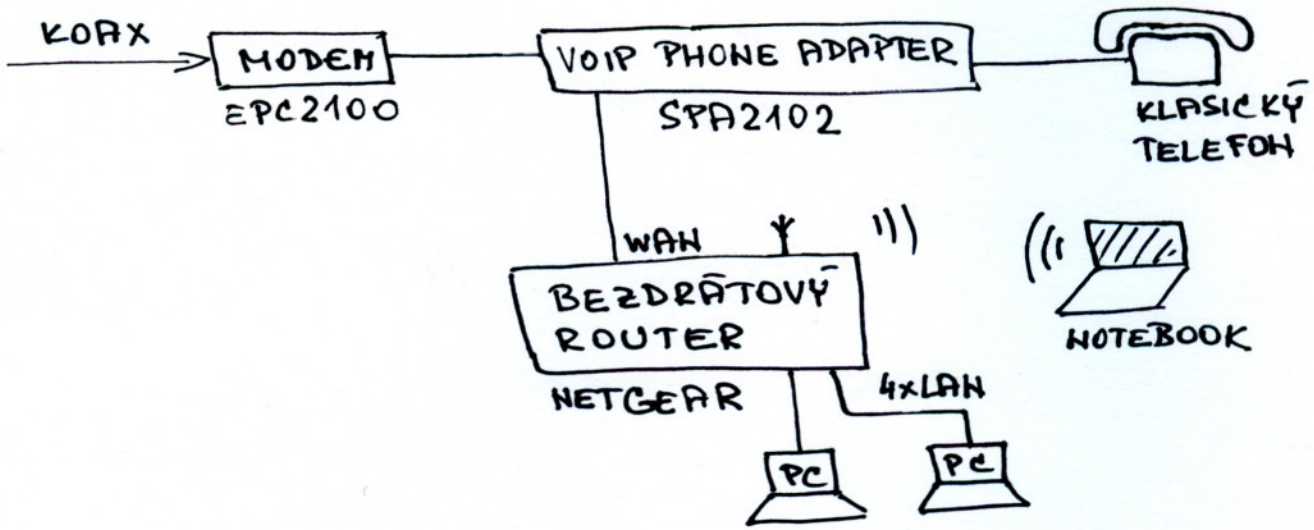 KOAX
MODEM
EPC2100
VOIP PHONE ADAPTER
SPA2102
KLASICKÝ
TELEFON
WAN
BEZDRÁTOVÝ
ROUTER
NETGEAR
4xLAN
PC
PC
NOTEBOOK